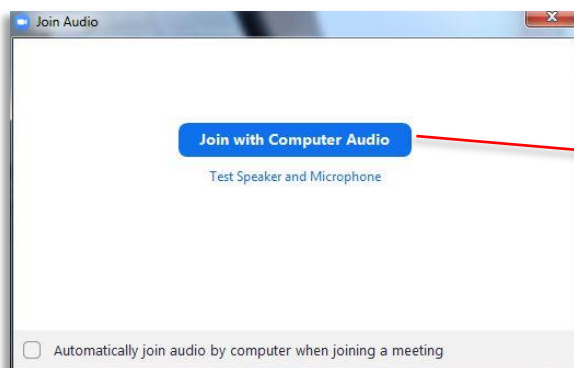 Join Audio
Join with Computer Audio
Test Speaker and Microphone
Automatically join audio by computer when joining a meeting